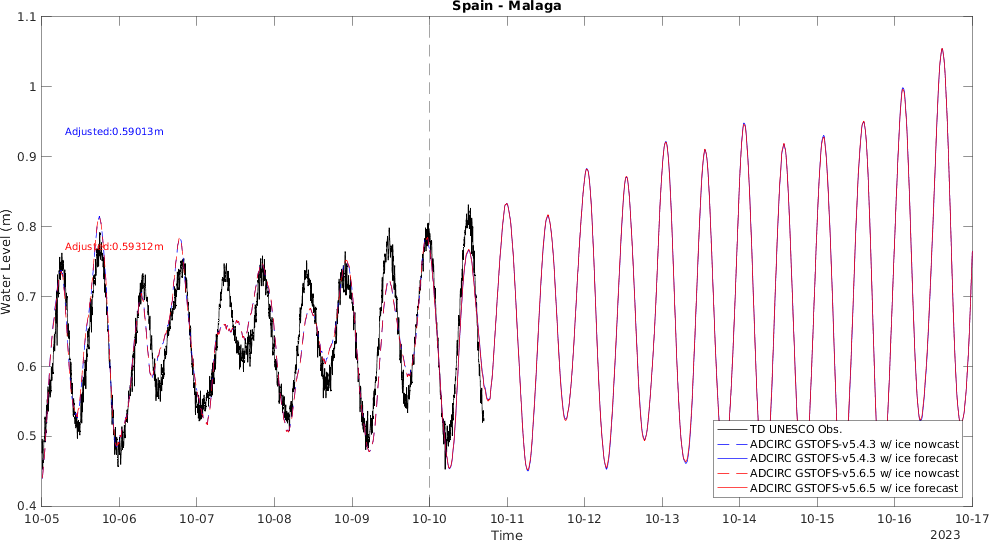 Spain - Malaga
Water Level (m)
1.1
1
0.9
0.8
0.7
0.6
0.5
0.4
Adjusted:0.59013m
Adjusted:0.59312m
TD UNESCO Obs.
ADCIRC GSTOFS-v5.4.3 w/ ice nowcast
ADCIRC GSTOFS-v5.4.3 w/ ice forecast
ADCIRC GSTOFS-v5.6.5 w/ ice nowcast
ADCIRC GSTOFS-v5.6.5 w/ ice forecast
10-05 10-06 10-07 10-08 10-09 10-10 10-11 10-12 10-13 10-14 10-15 10-16 10-17
Time
2023